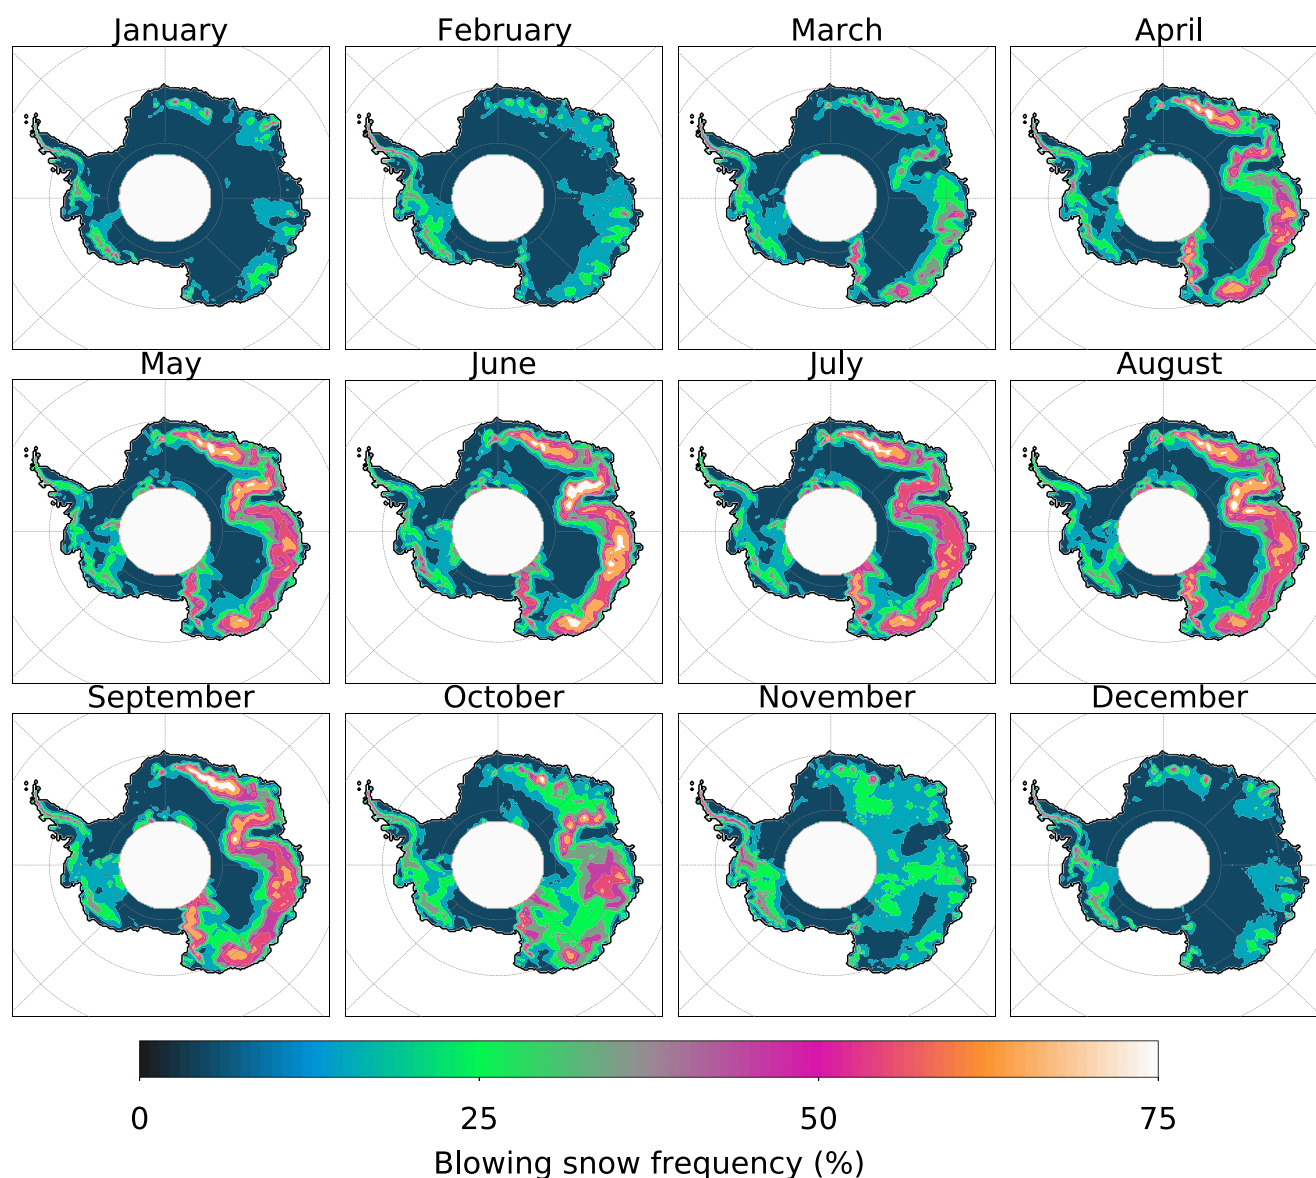 January February March April
May June July August
September October November December
0 25 50 75
Blowing snow frequency (%)